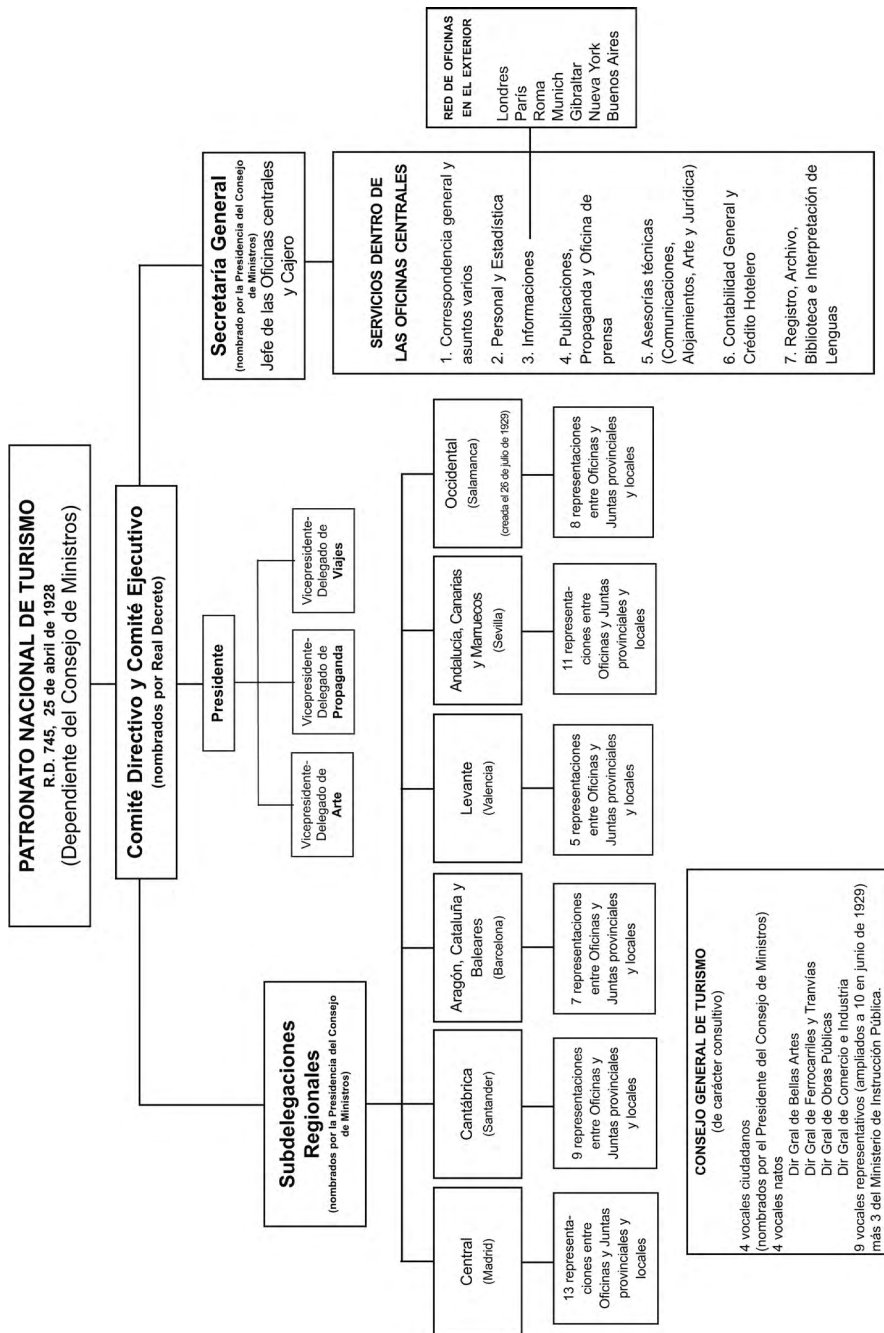 PATRONATO NACIONAL DE TURISMO
R.D. 745, 25 de abril de 1928
(Dependiente del Consejo de Ministros)
Comité Directivo y Comité Ejecutivo
(nombrados por Real Decreto)
Presidente
Vicepresidente-
Delegado de
Arte
Vicepresidente-
Delegado de
Propaganda
Vicepresidente-
Delegado de
Viajes
Subdelegaciones
Regionales
(nombrados por la Presidencia del Consejo
de Ministros)
Central
(Madrid)
13 representa-
ciones entre
Oficinas y Juntas
provinciales y
locales
Cantábrica
(Santander)
9 representaciones
entre Oficinas y
Juntas provinciales
y locales
Aragón, Cataluña y
Baleares
(Barcelona)
7 representaciones
entre Oficinas y
Juntas provinciales
y locales
Levante
(Valencia)
5 representaciones
entre Oficinas y
Juntas provinciales
y locales
Andalucía, Canarias
y Marruecos
(Sevilla)
11 representa-
ciones entre
Oficinas y Juntas
provinciales y
locales
Occidental
(Salamanca)
(creada el 26 de julio de 1929)
8 representaciones
entre Oficinas y
Juntas provinciales
y locales
Secretaría General
(nombrado por la Presidencia del Consejo
de Ministros)
Jefe de las Oficinas centrales
y Cajero
SERVICIOS DENTRO DE
LAS OFICINAS CENTRALES
1. Correspondencia general y
asuntos varios
2. Personal y Estadística
3. Informaciones
4. Publicaciones,
Propaganda y Oficina de
prensa
5. Asesorías técnicas
(Comunicaciones,
Alojamientos, Arte y Jurídica)
6. Contabilidad General y
Crédito Hotelero
7. Registro, Archivo,
Biblioteca e Interpretación de
Lenguas
RED DE OFICINAS
EN EL EXTERIOR
Londres
París
Roma
Munich
Gibraltar
Nueva York
Buenos Aires
CONSEJO GENERAL DE TURISMO
(de carácter consultivo)
4 vocales ciudadanos
(nombrados por el Presidente del Consejo de Ministros)
4 vocales natos
Dir Gral de Bellas Artes
Dir Gral de Ferrocarriles y Tranvías
Dir Gral de Obras Públicas
Dir Gral de Comercio e Industria
9 vocales representativos (ampliados a 10 en junio de 1929)
más 3 del Ministerio de Instrucción Pública.